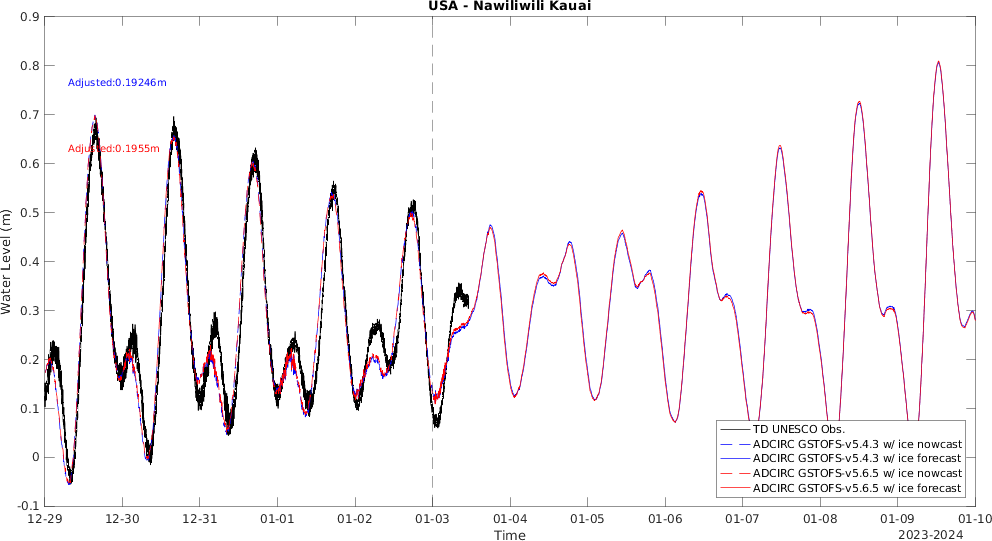 USA - Nawiliwili Kauai
0.9
0.8
0.7
0.6
0.5
0.4
0.3
0.2
0.1
0
-0.1
Water Level (m)
Adjusted:0.19246m
Adjusted:0.1955m
TD UNESCO Obs.
ADCIRC GSTOFS-v5.4.3 w/ ice nowcast
ADCIRC GSTOFS-v5.4.3 w/ ice forecast
ADCIRC GSTOFS-v5.6.5 w/ ice nowcast
ADCIRC GSTOFS-v5.6.5 w/ ice forecast
12-29 12-30 12-31 01-01 01-02 01-03 01-04 01-05 01-06 01-07 01-08 01-09 01-10
Time
2023-2024